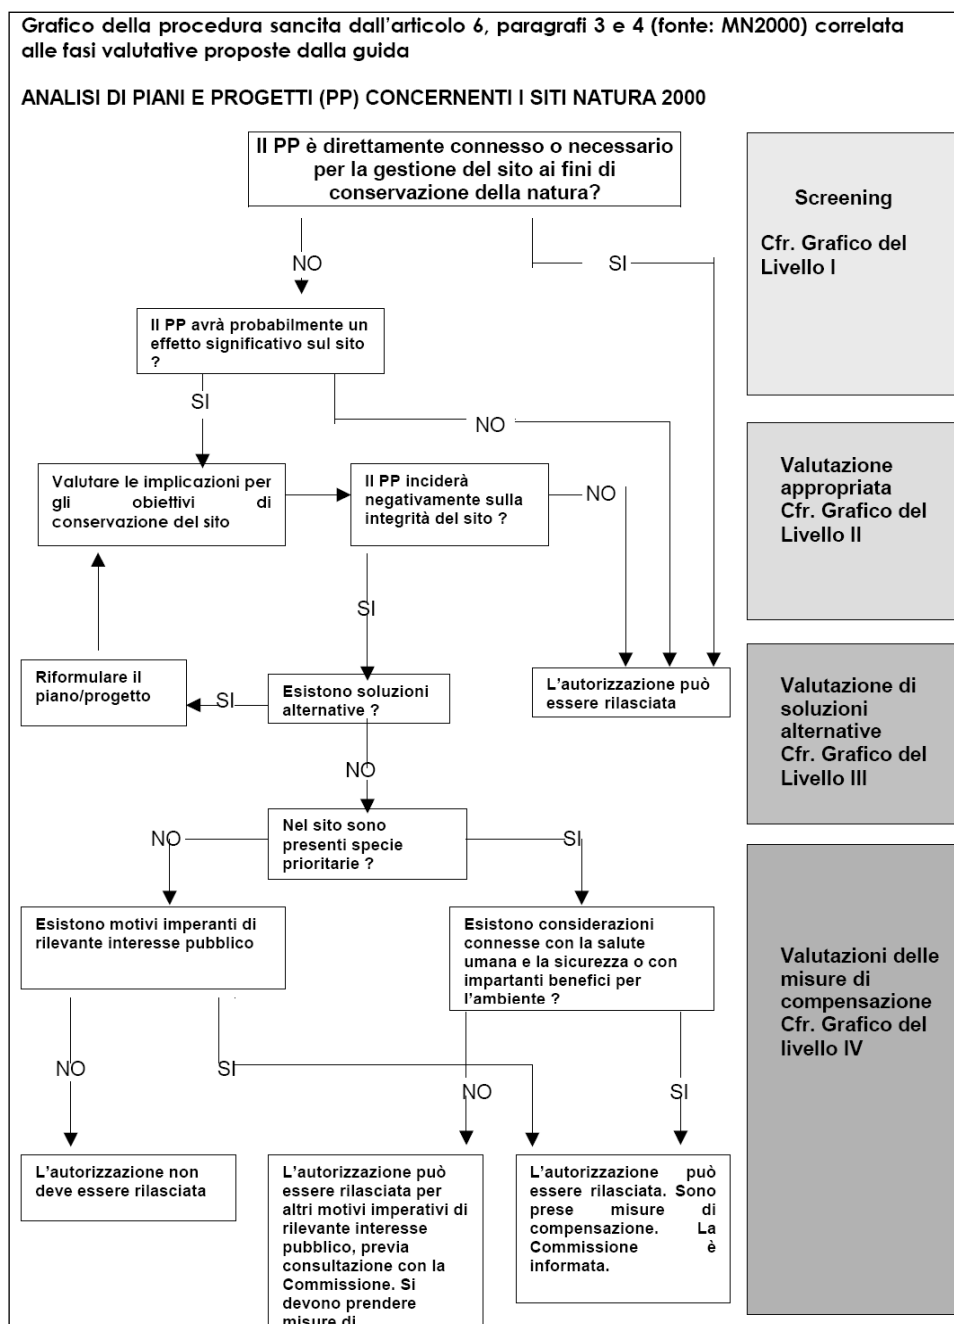 Grafico della procedura sancita dall'articolo 6, paragrafi 3 e 4 (fonte: MN2000) correlata
alle fasi valutative proposte dalla guida
ANALISI DI PIANI E PROGETTI (PP) CONCERNENTI I SITI NATURA 2000
Il PP è direttamente connesso o necessario
per la gestione del sito ai fini di
conservazione della natura?
Screening
Cfr. Grafico del
Livello I
NO
SI
Il PP avrà probabilmente un
effetto significativo sul sito
?
SI
NO
Valutare le implicazioni per
gli obiettivi di
conservazione del sito
Il PP inciderà
negativamente sulla
integrità del sito ?
NO
Valutazione
appropriata
Cfr. Grafico del
Livello II
SI
Riformulare il
piano/progetto
SI
Esistono soluzioni
alternative ?
L'autorizzazione può
essere rilasciata
Valutazione di
soluzioni
alternative
Cfr. Grafico del
Livello III
NO
Nel sito sono
presenti specie
prioritarie ?
NO
SI
Esistono motivi imperanti di
rilevante interesse pubblico
Esistono considerazioni
connesse con la salute
umana e la sicurezza o con
impartanti benefici per
l'ambiente ?
Valutazioni delle
misure di
compensazione
Cfr. Grafico del
livello IV
NO
SI
NO
SI
L'autorizzazione non
deve essere rilasciata
L'autorizzazione può
essere rilasciata per
altri motivi imperativi di
rilevante interesse
pubblico, previa
consultazione con la
Commissione. Si
devono prendere
misure di
L'autorizzazione può
essere rilasciata. Sono
prese misure di
compensazione. La
Commissione è
informata.